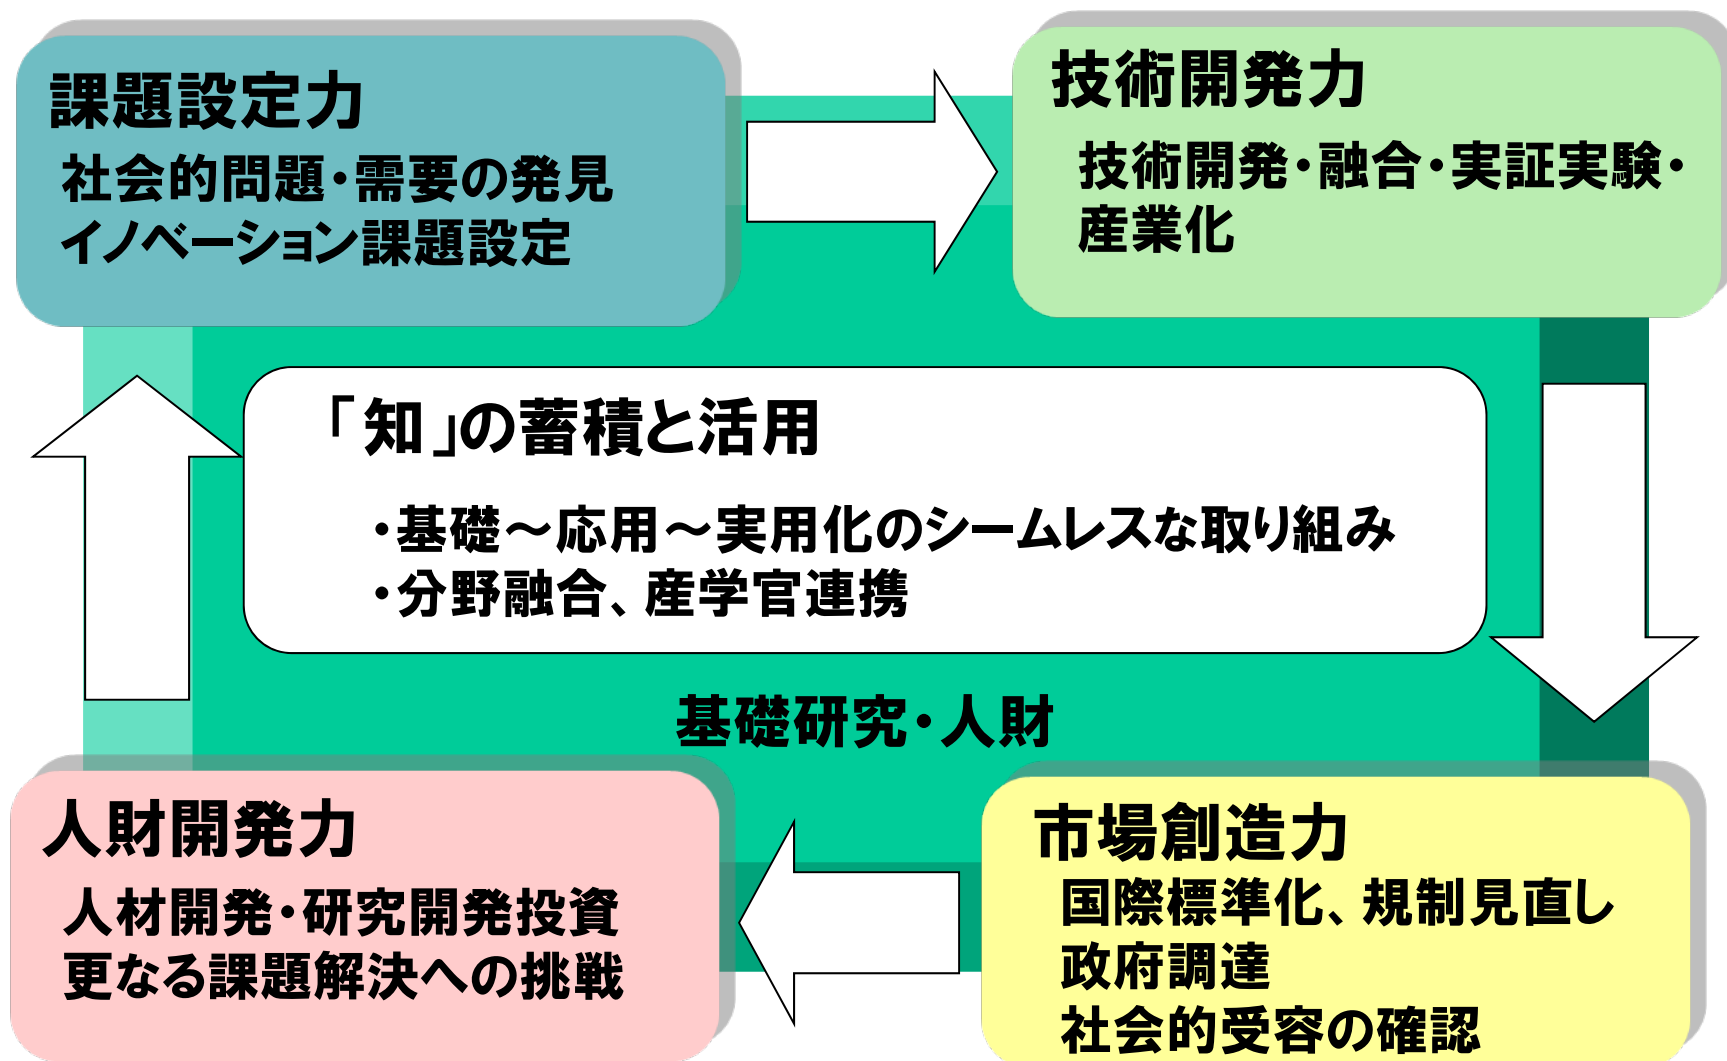 課題設定力
社会的問題・需要の発見
イノベーション課題設定
技術開発力
技術開発・融合・実証実験・
産業化
「知」の蓄積と活用
・基礎～応用～実用化のシームレスな取り組み
・分野融合、産学官連携
基礎研究・人財
人財開発力
人材開発・研究開発投資
更なる課題解決への挑戦
市場創造力
国際標準化、規制見直し
政府調達
社会的受容の確認